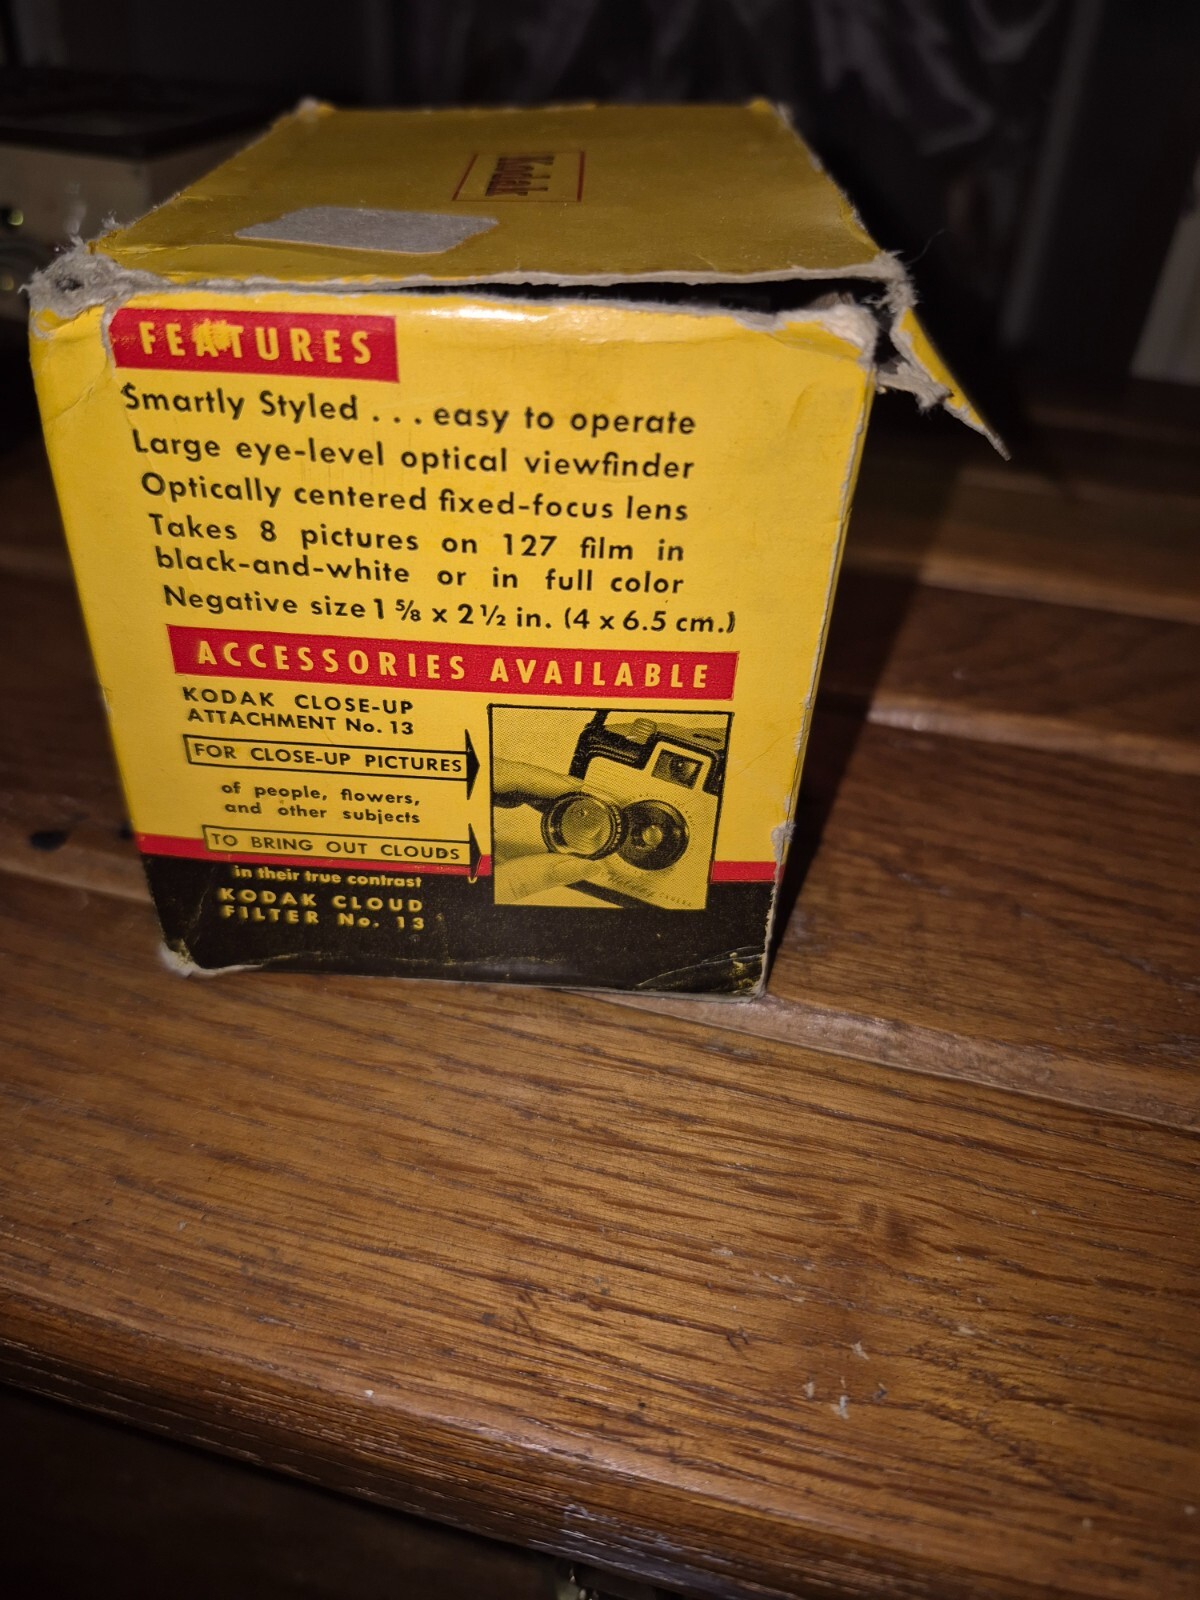 Kodak
FEATURES
Smartly Styled . . . easy to operate
Large eye-level optical viewfinder
Optically centered fixed-focus lens
Takes 8 pictures on 127 film in
black-and-white or in full color
Negative size 1 5/8 x 2 1/2 in. (4 x 6.5 cm.)
ACCESSORIES AVAILABLE
KODAK CLOSE-UP
ATTACHMENT No. 13
FOR CLOSE-UP PICTURES
of people, flowers,
and other subjects
TO BRING OUT CLOUDS
in their true contrast
KODAK CLOUD
FILTER No. 13
CAMERA